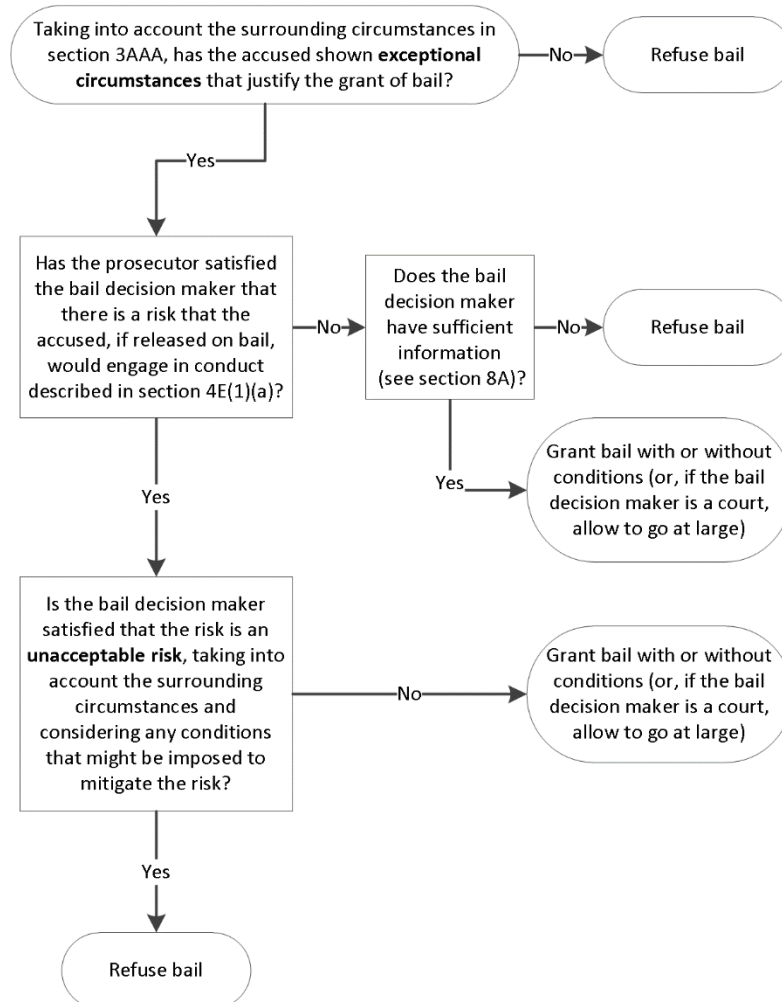 Taking into account the surrounding circumstances in
section 3AAA, has the accused shown exceptional
circumstances that justify the grant of bail?
No
Refuse bail
Yes
Has the prosecutor satisfied
the bail decision maker that
there is a risk that the
accused, if released on bail,
would engage in conduct
described in section 4E(1)(a)?
No
Does the bail
decision maker
have sufficient
information
(see section 8A)?
No
Refuse bail
Yes
Grant bail with or without
conditions (or, if the bail
decision maker is a court,
allow to go at large)
Yes
Is the bail decision maker
satisfied that the risk is an
unacceptable risk, taking into
account the surrounding
circumstances and
considering any conditions
that might be imposed to
mitigate the risk?
No
Grant bail with or without
conditions (or, if the bail
decision maker is a court,
allow to go at large)
Yes
Refuse bail